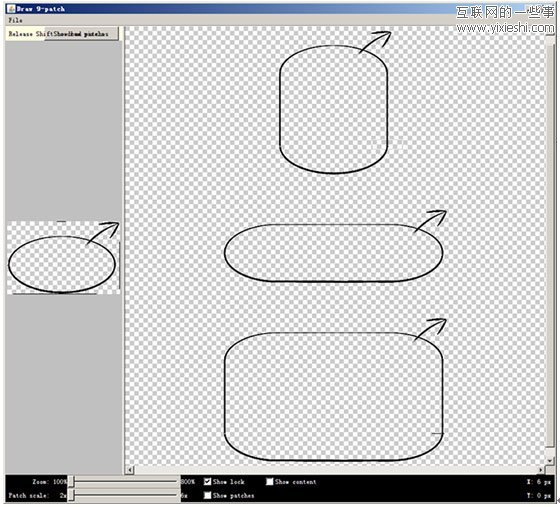 Draw 9-patch
互联网的一些事
www.yixieshi.com
File
Zoom: 100%
800%
Show lock
Show content
X: 6 px
Patch scale: 2x
6x
Show patches
Y: 0 px